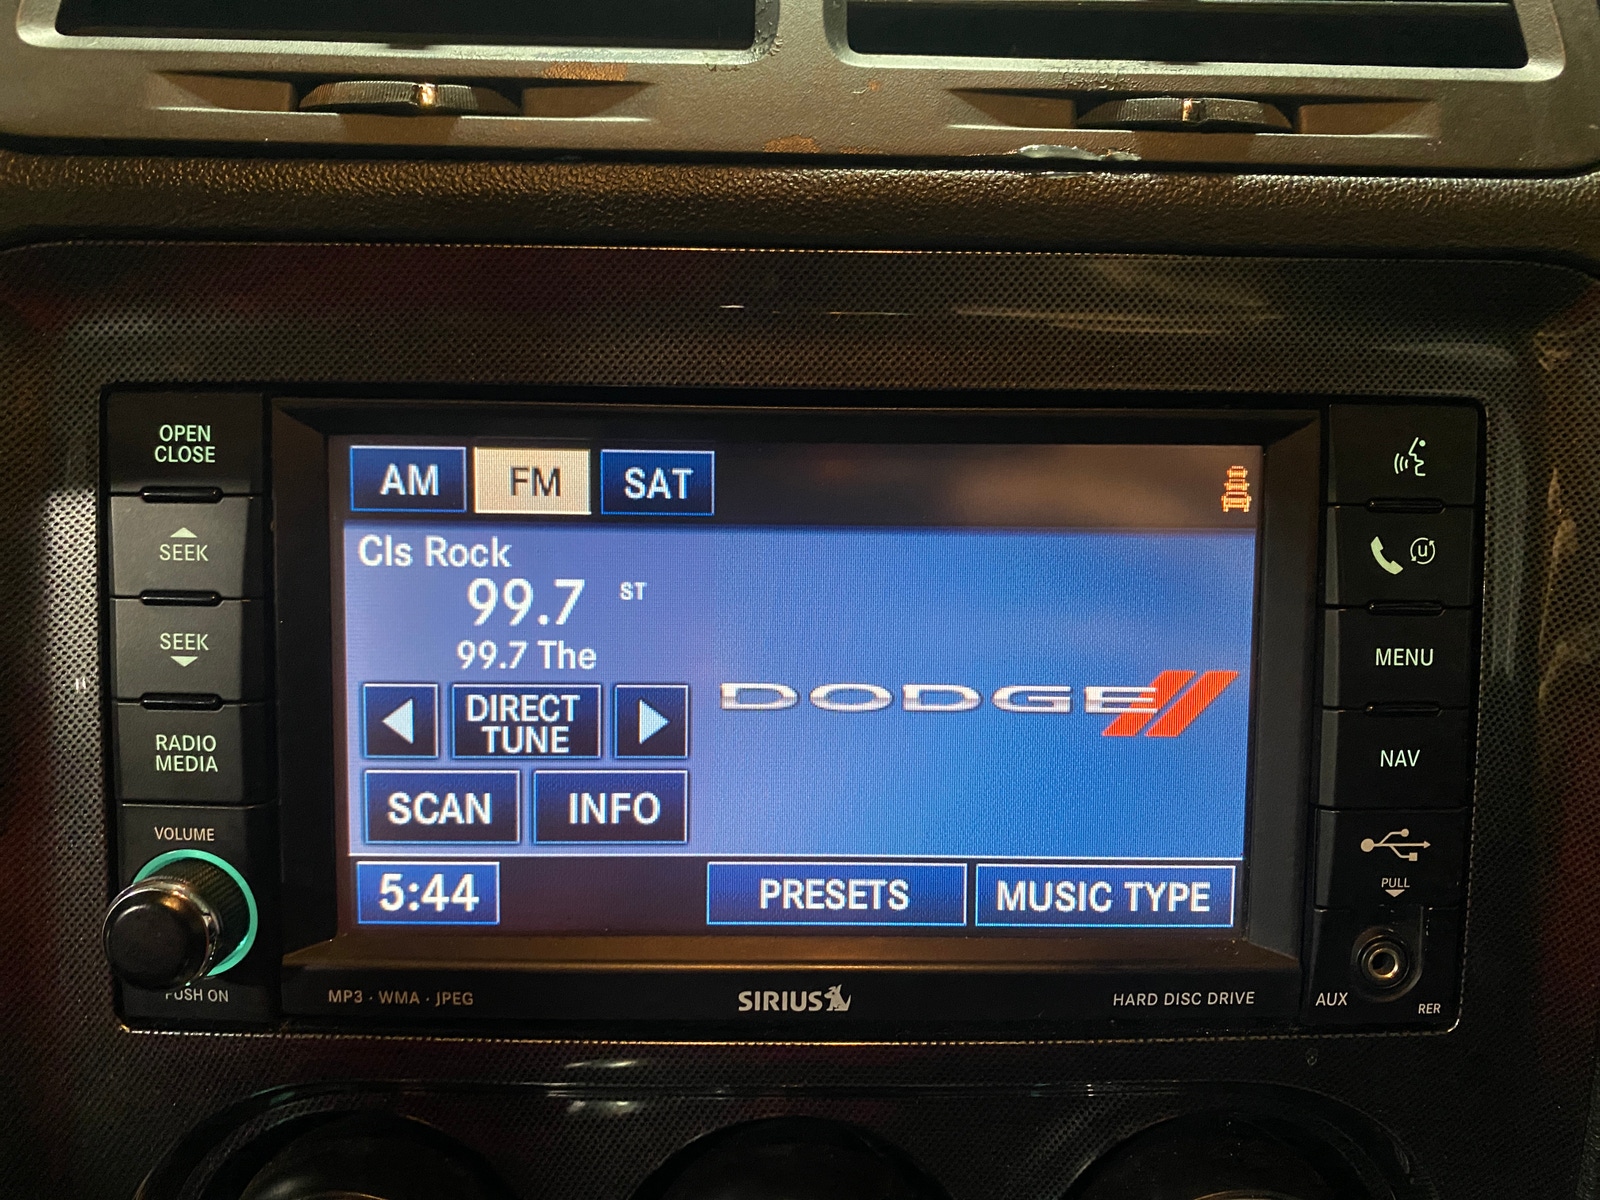 OPEN
CLOSE
SEEK
SEEK
RADIO
MEDIA
VOLUME
PUSH ON
AM FM SAT
Cls Rock
99.7 ST
99.7 The
DIRECT
TUNE
SCAN INFO
DODGE
5:44 PRESETS MUSIC TYPE
MP3 · WMA · JPEG SIRIUS HARD DISC DRIVE
u
MENU
NAV
PULL
AUX
RER